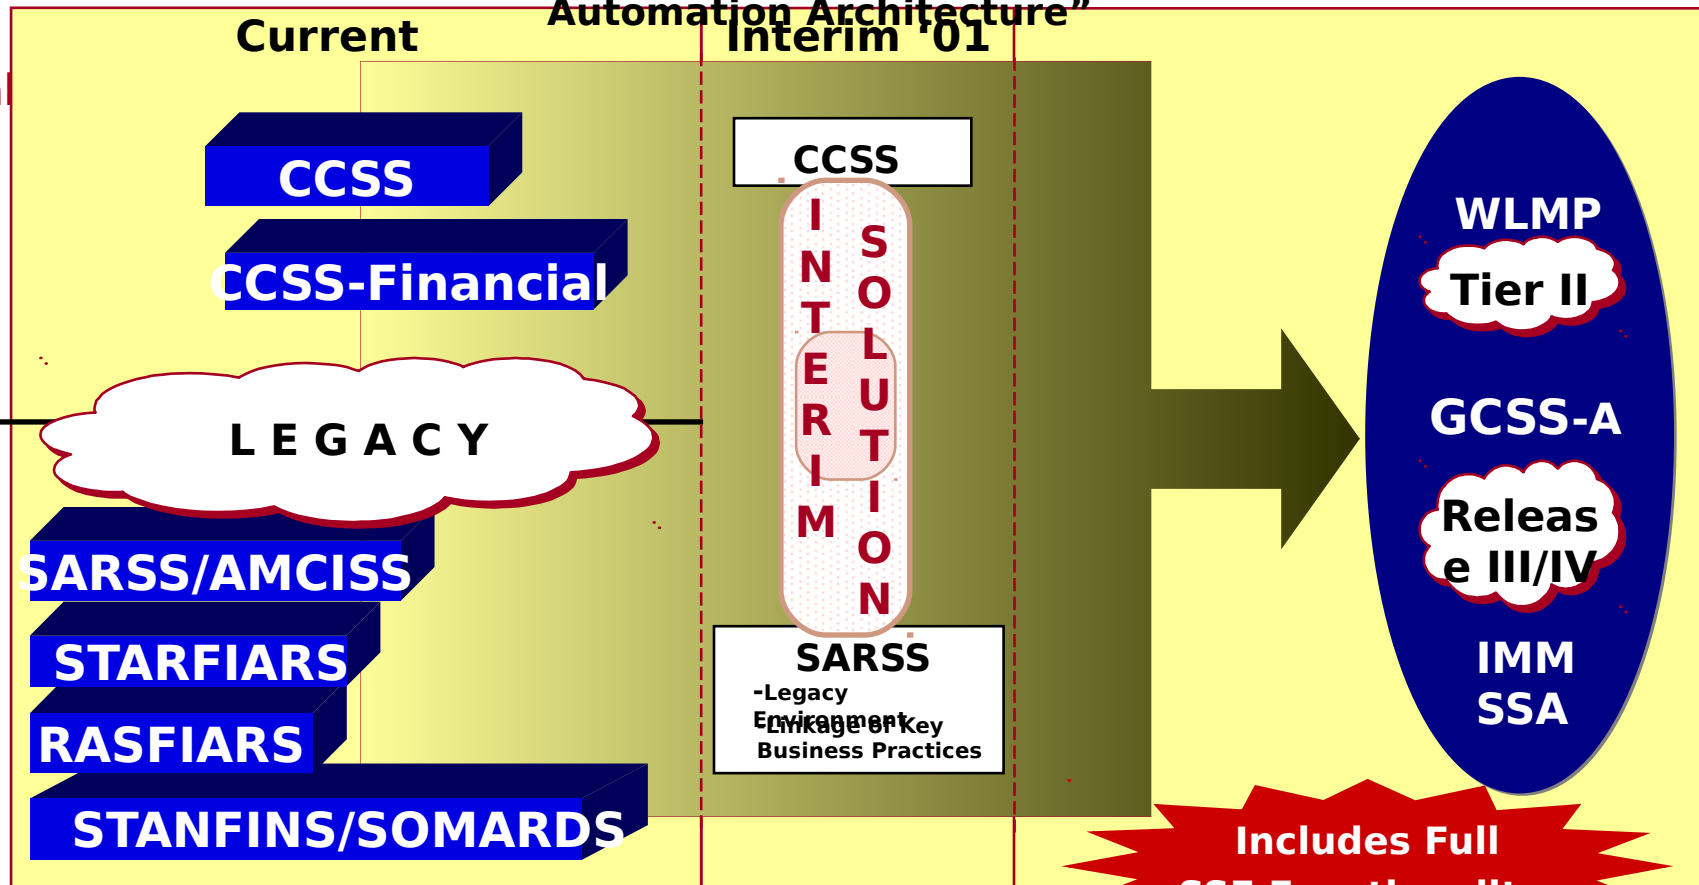 Automation Architecture”
Current
Interim ‘01
CCSS
CCSS-Financial
L E G A C Y
SARSS/AMCISS
STARFIARS
RASFIARS
STANFINS/SOMARDS
CCSS
INTERIM
SOLUTION
SARSS
-Legacy
Environment
-Linkage of Key
Business Practices
WLMP
Tier II
GCSS-A
Releas
e III/IV
IMM
SSA
Includes Full